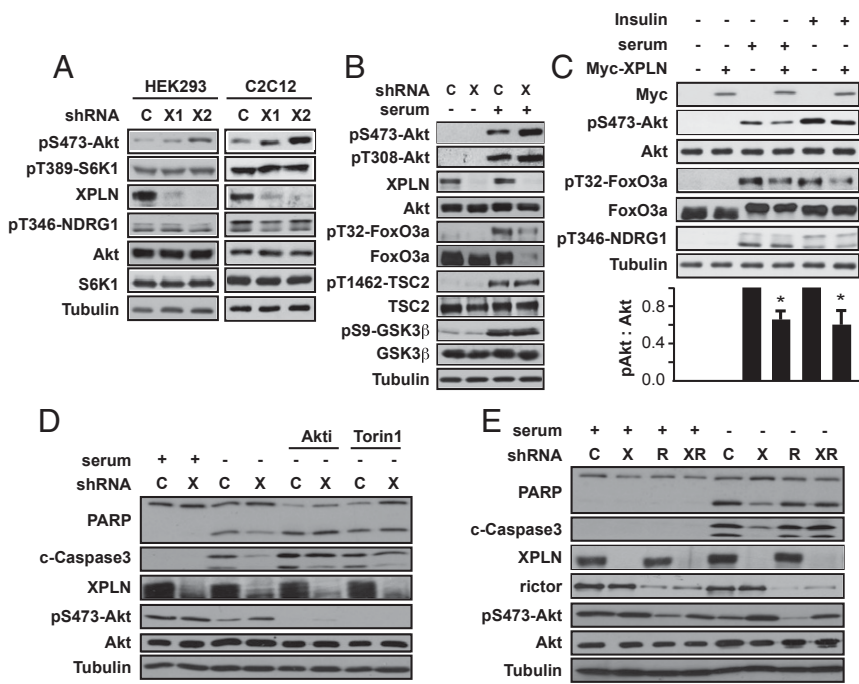 A
HEK293 C2C12
shRNA C X1 X2 C X1 X2
pS473-Akt
pT389-S6K1
XPLN
pT346-NDRG1
Akt
S6K1
Tubulin
B
shRNA C X C X
serum - - + +
pS473-Akt
pT308-Akt
XPLN
Akt
pT32-FoxO3a
FoxO3a
pT1462-TSC2
TSC2
pS9-GSK3β
GSK3β
Tubulin
Insulin - - - - + +
serum - - + + - -
C Myc-XPLN - + - + - +
Myc
pS473-Akt
Akt
pT32-FoxO3a
FoxO3a
pT346-NDRG1
Tubulin
pAkt : Akt
0.8
0.4
0.0
* *
D
Akti Torin1
serum + + - - - - - -
shRNA C X C X C X C X
PARP
c-Caspase3
XPLN
pS473-Akt
Akt
Tubulin
E
serum + + + + - - - -
shRNA C X R XR C X R XR
PARP
c-Caspase3
XPLN
rictor
pS473-Akt
Akt
Tubulin